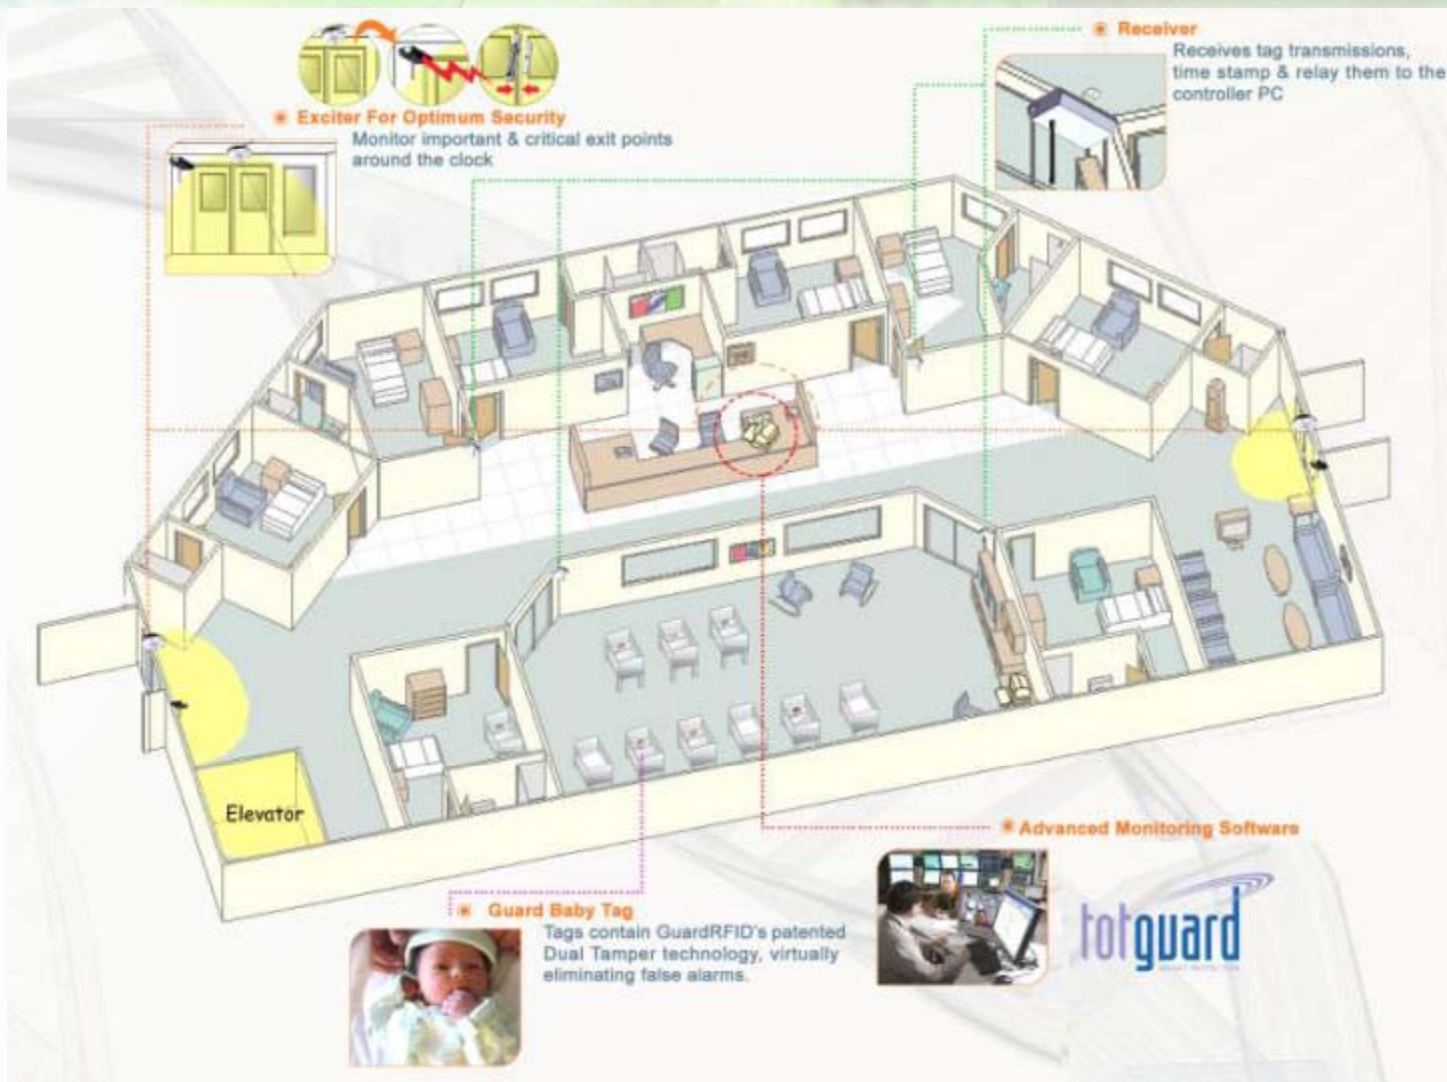 Exciter For Optimum Security
Monitor important & critical exit points
around the clock
Receiver
Receives tag transmissions,
time stamp & relay them to the
controller PC
Elevator
Advanced Monitoring Software
Guard Baby Tag
Tags contain GuardRFID's patented
Dual Tamper technology, virtually
eliminating false alarms.
totguard